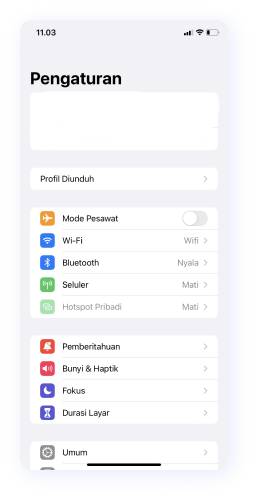 11.03
Pengaturan
Profil Diunduh
Mode Pesawat
Wi-Fi Wifi
Bluetooth Nyala
Seluler Mati
Hotspot Pribadi Mati
Pemberitahuan
Bunyi & Haptik
Fokus
Durasi Layar
Umum